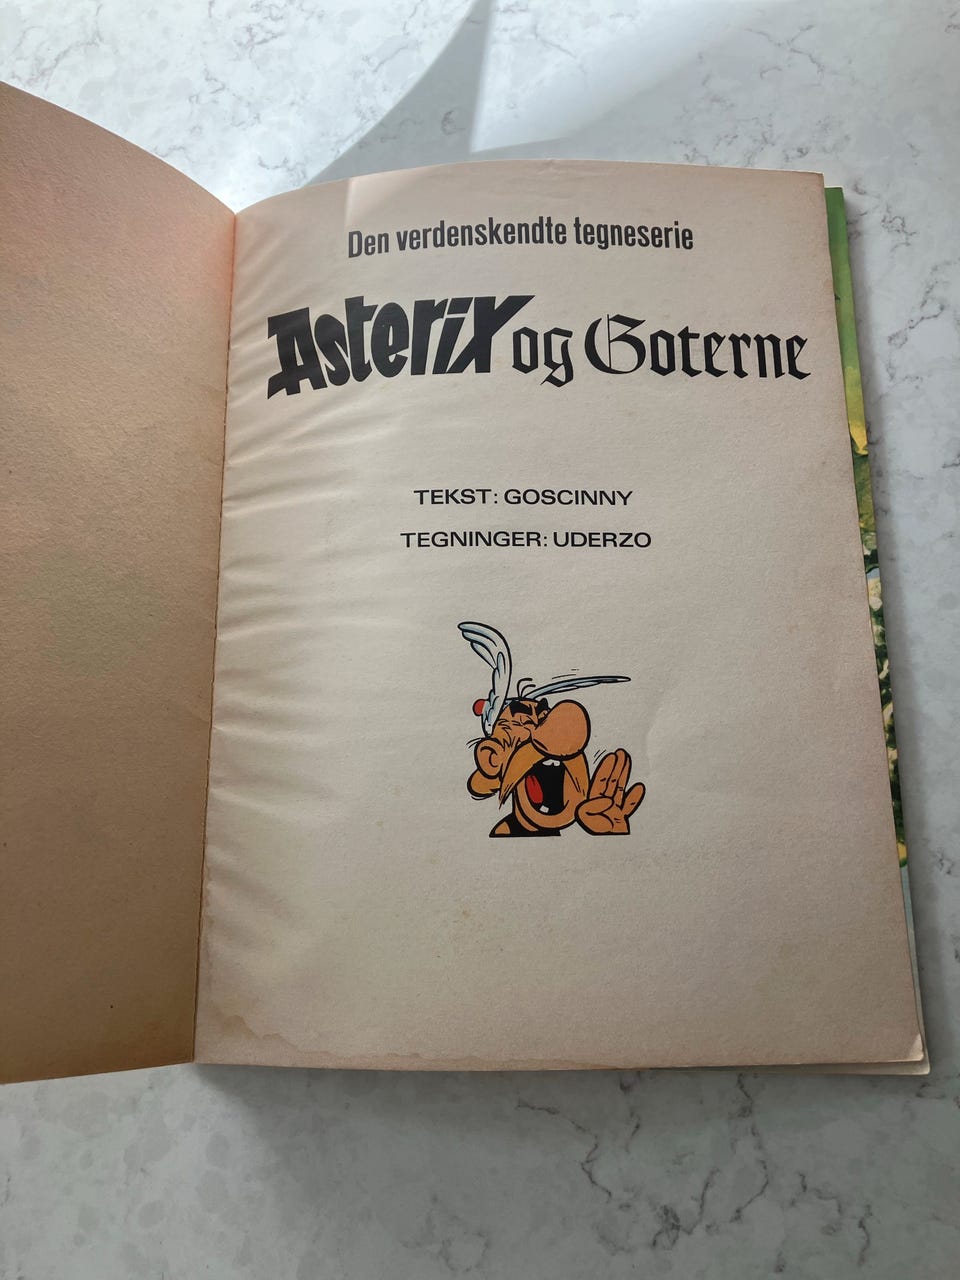 Den verdenskendte tegneserie
Asterix og Goterne
TEKST: GOSCINNY
TEGNINGER: UDERZO